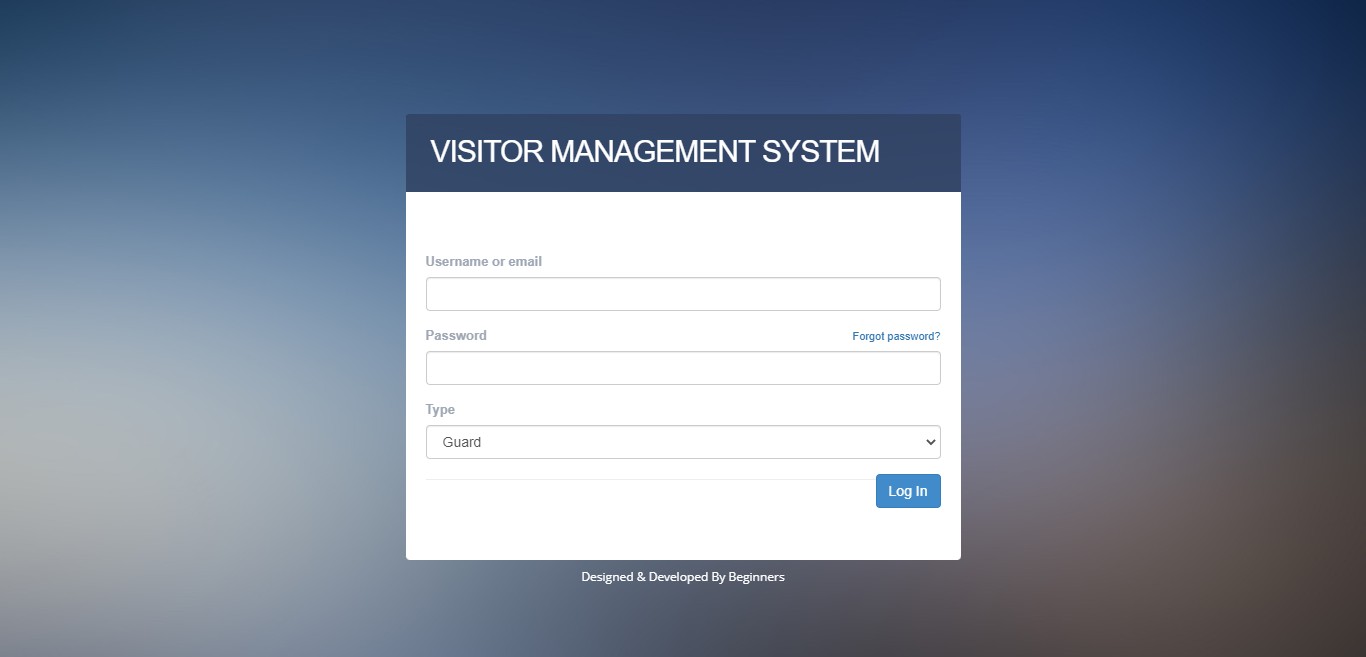 VISITOR MANAGEMENT SYSTEM
Username or email
Password Forgot password?
Type
Guard
Log In
Designed & Developed By Beginners